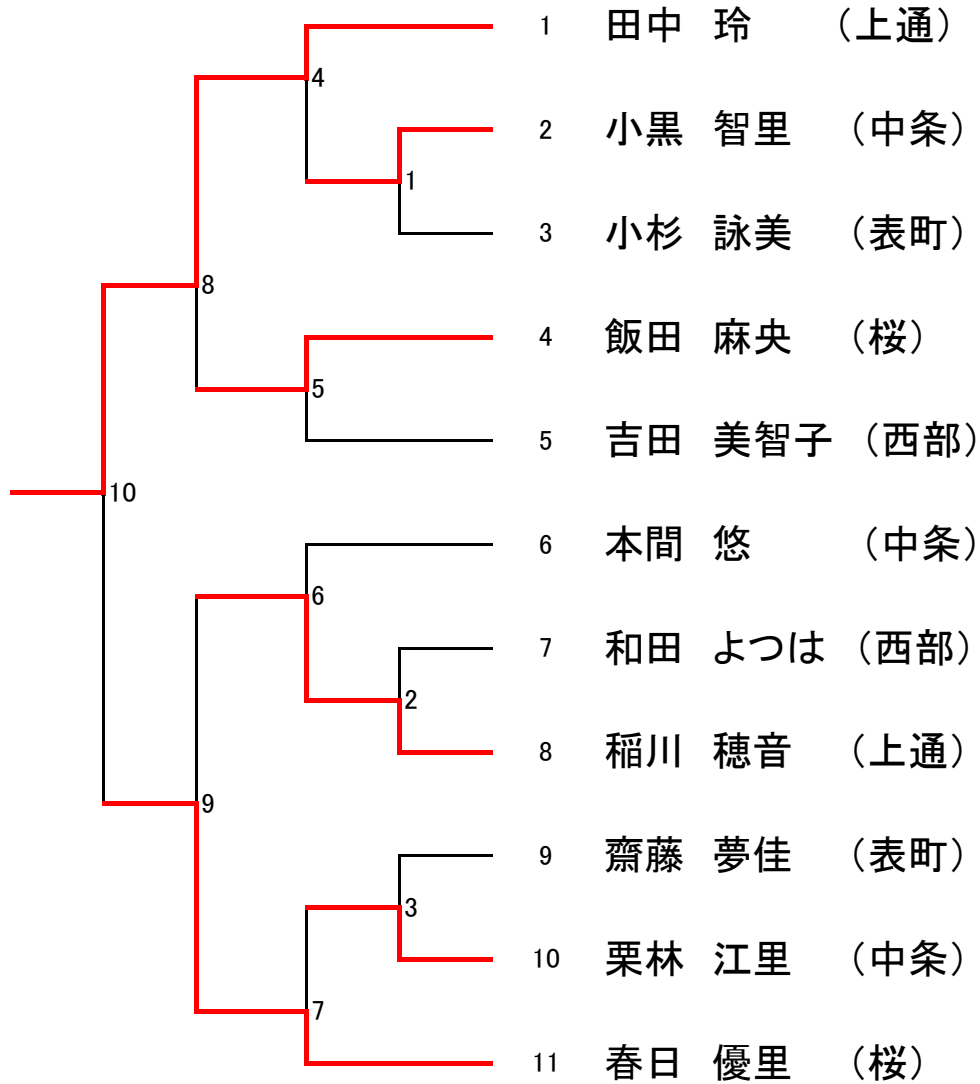 1 田中 玲 （上通）
4
2 小黒 智里 （中条）
1
3 小杉 詠美 （表町）
8
4 飯田 麻央 （桜）
5
5 吉田 美智子 （西部）
10
6 本間 悠 （中条）
6
7 和田 よつは （西部）
2
8 稲川 穂音 （上通）
9
9 齋藤 夢佳 （表町）
3
10 栗林 江里 （中条）
7
11 春日 優里 （桜）